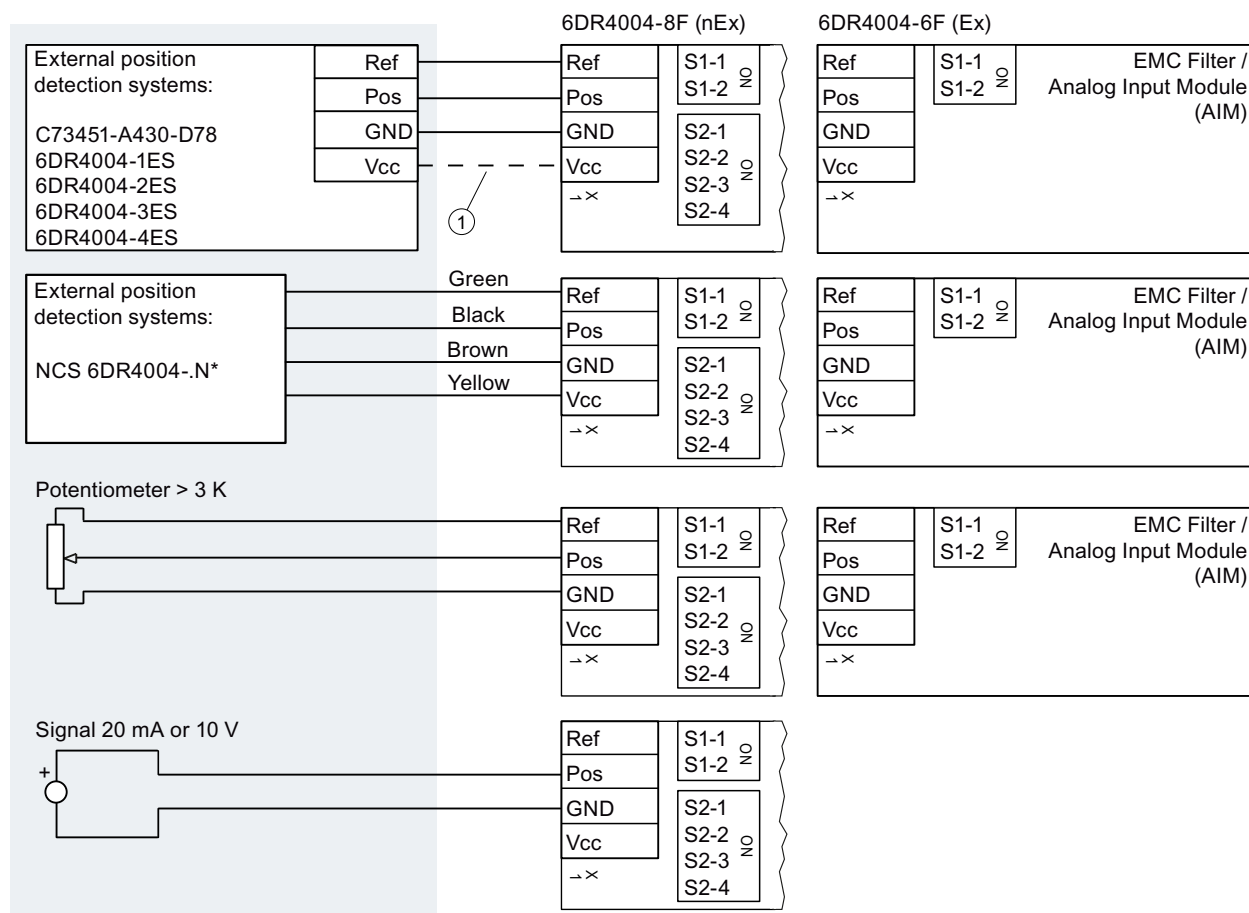 6DR4004-8F (nEx)
6DR4004-6F (Ex)
External position
detection systems:
C73451-A430-D78
6DR4004-1ES
6DR4004-2ES
6DR4004-3ES
6DR4004-4ES
Ref
Pos
GND
Vcc
1
Ref
Pos
GND
Vcc
X
1
S1-1
S1-2
ON
S2-1
S2-2
S2-3
S2-4
ON
Ref
Pos
GND
Vcc
X
1
S1-1
S1-2
ON
EMC Filter /
Analog Input Module
(AIM)
External position
detection systems:
NCS 6DR4004-.N*
Green
Black
Brown
Yellow
Ref
Pos
GND
Vcc
X
1
S1-1
S1-2
ON
S2-1
S2-2
S2-3
S2-4
ON
Ref
Pos
GND
Vcc
X
1
S1-1
S1-2
ON
EMC Filter /
Analog Input Module
(AIM)
Potentiometer > 3 K
Ref
Pos
GND
Vcc
X
1
S1-1
S1-2
ON
S2-1
S2-2
S2-3
S2-4
ON
Ref
Pos
GND
Vcc
X
1
S1-1
S1-2
ON
EMC Filter /
Analog Input Module
(AIM)
Signal 20 mA or 10 V
+
Ref
Pos
GND
Vcc
X
1
S1-1
S1-2
ON
S2-1
S2-2
S2-3
S2-4
ON